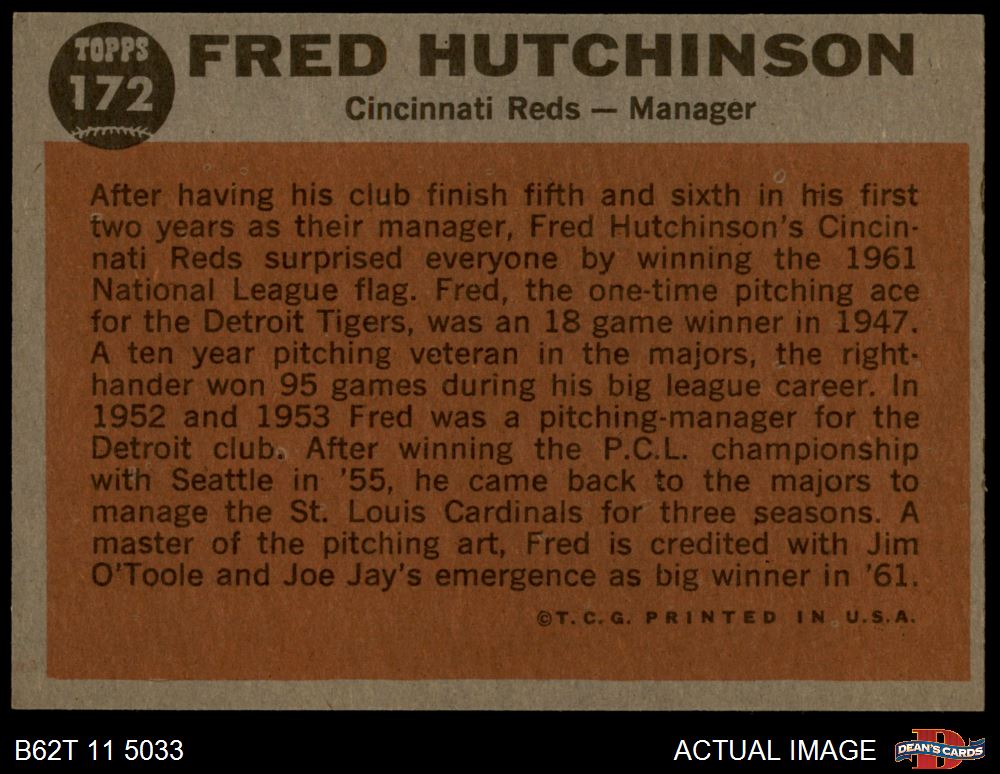 TOPPS
172
FRED HUTCHINSON
Cincinnati Reds — Manager
After having his club finish fifth and sixth in his first
two years as their manager, Fred Hutchinson's Cincin-
nati Reds surprised everyone by winning the 1961
National League flag. Fred, the one-time pitching ace
for the Detroit Tigers, was an 18 game winner in 1947.
A ten year pitching veteran in the majors, the right-
hander won 95 games during his big league career. In
1952 and 1953 Fred was a pitching-manager for the
Detroit club. After winning the P.C.L. championship
with Seattle in '55, he came back to the majors to
manage the St. Louis Cardinals for three seasons. A
master of the pitching art, Fred is credited with Jim
O'Toole and Joe Jay's emergence as big winner in '61.
©T.C.G. PRINTED IN U.S.A.
B62T 11 5033
ACTUAL IMAGE
DEAN'S CARDS